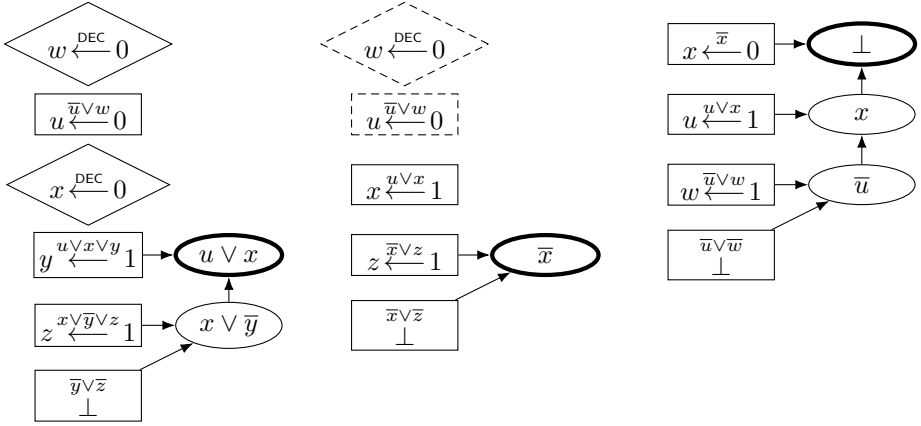 w DEC ← 0
u u̅∨w ← 0
x DEC ← 0
y u∨x∨y ← 1
u ∨ x
z x∨y̅∨z ← 1
x ∨ y̅
y̅∨z̅
⊥
w DEC ← 0
u u̅∨w ← 0
x u∨x ← 1
z x̅∨z ← 1
x̅
x̅∨z̅
⊥
x x̅ ← 0
⊥
u u∨x ← 1
x
w u̅∨w ← 1
u̅
u̅∨w̅
⊥